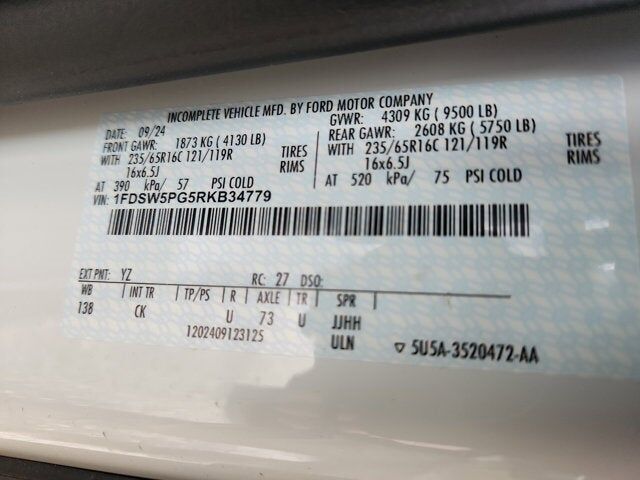 INCOMPLETE VEHICLE MFD. BY FORD MOTOR COMPANY
DATE: 09/24 GVWR: 4309 KG ( 9500 LB)
FRONT GAWR: 1873 KG ( 4130 LB) REAR GAWR: 2608 KG ( 5750 LB)
WITH 235/65R16C 121/119R TIRES WITH 235/65R16C 121/119R TIRES
16x6.5J RIMS 16x6.5J RIMS
AT 390 kPa/ 57 PSI COLD AT 520 kPa/ 75 PSI COLD
VIN: 1FDSW5PG5RKB34779
EXT PNT: YZ RC: 27 DSO:
WB INT TR TP/PS R AXLE TR SPR
138 CK U 73 U JJHH
1202409123125 ULN ▽ 5U5A-3520472-AA